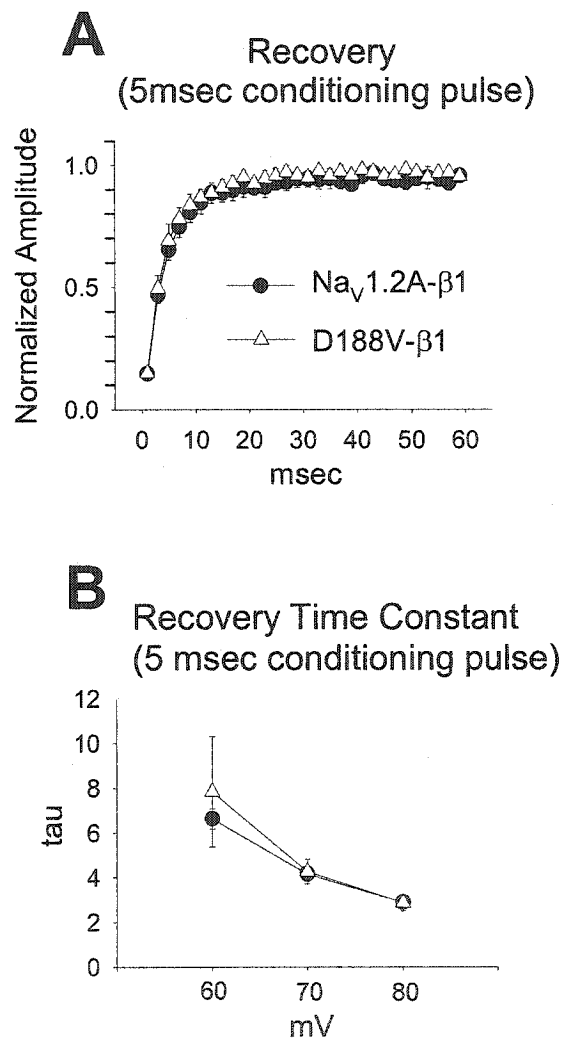 A
Recovery
(5msec conditioning pulse)
Normalized Amplitude
1.0
0.5
0.0
NaV1.2A-β1
D188V-β1
0 10 20 30 40 50 60
msec
B
Recovery Time Constant
(5 msec conditioning pulse)
tau
12
10
8
6
4
2
0
60 70 80
mV